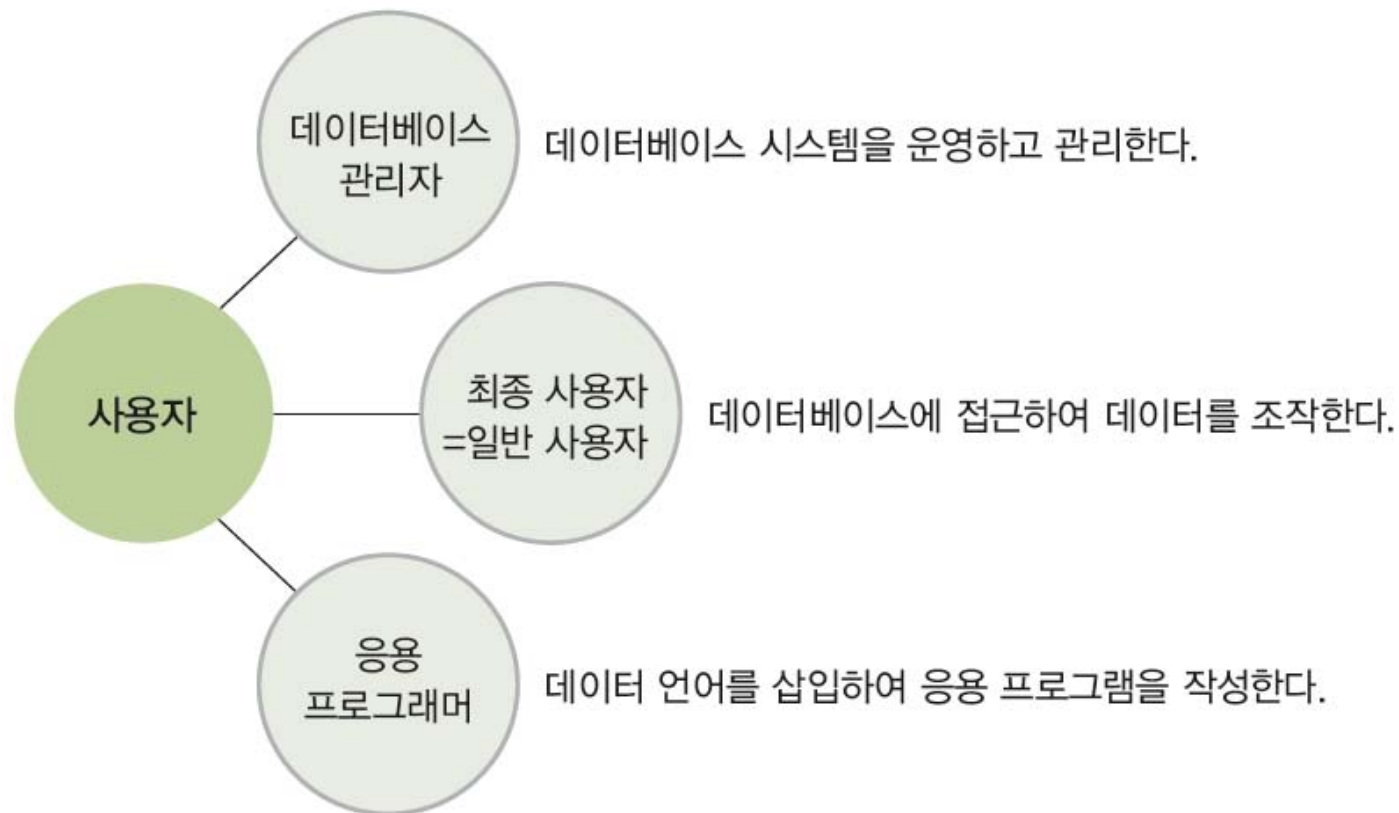 데이터베이스
관리자
데이터베이스 시스템을 운영하고 관리한다.
사용자
최종 사용자
=일반 사용자
데이터베이스에 접근하여 데이터를 조작한다.
응용
프로그래머
데이터 언어를 삽입하여 응용 프로그램을 작성한다.